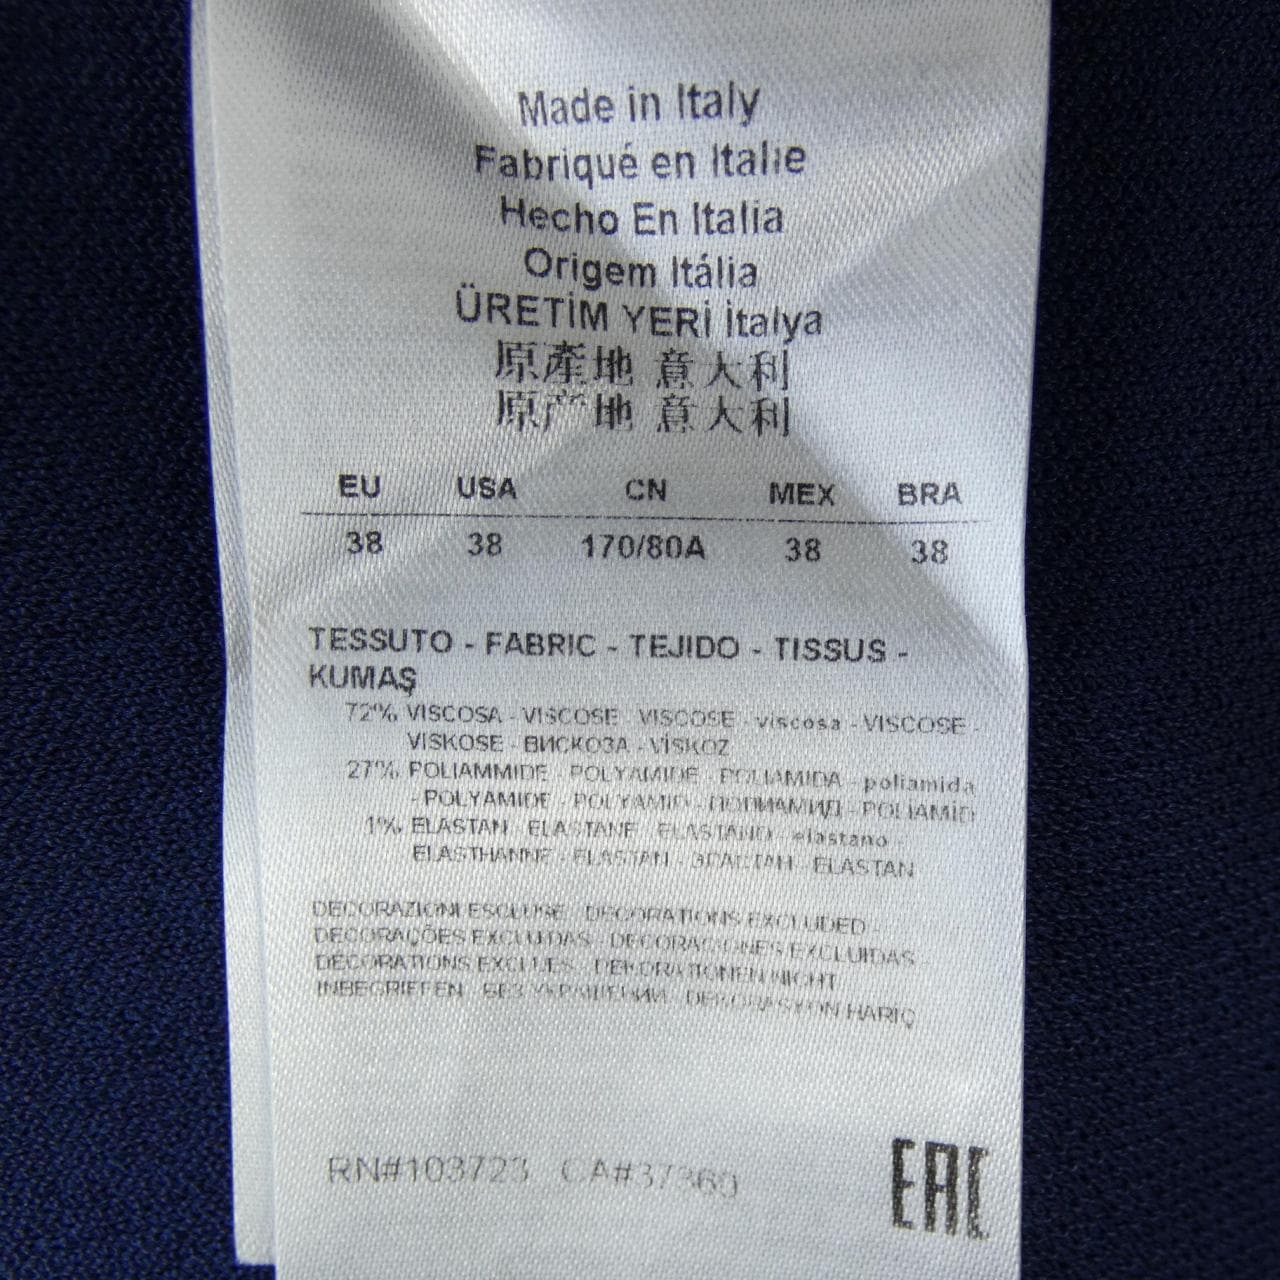 Made in Italy
Fabriqué en Italie
Hecho En Italia
Origem Itália
ÜRETİM YERİ İtalya
原產地 意大利
原产地 意大利
EU USA CN MEX BRA
38 38 170/80A 38 38
TESSUTO - FABRIC - TEJIDO - TISSUS -
KUMAŞ
72% VISCOSA - VISCOSE - VISCOSE - viscosa - VISCOSE -
VISKOSE - ВИСКОЗА - VİSKOZ
27% POLIAMMIDE - POLYAMIDE - POLIAMIDA - poliamida
- POLYAMIDE - POLYAMID - ПОЛИАМИД - POLIAMİD
1% ELASTAN - ELASTANE - ELASTANO - elastano -
ELASTHANNE - ELASTAN - ЭЛАСТАН - ELASTAN
DECORAZIONI ESCLUSE - DECORATIONS EXCLUDED -
DECORAÇÕES EXCLUIDAS - DECORACIONES EXCLUIDAS -
DECORATIONS EXCLUES - DEKORATIONEN NICHT
INBEGRIFFEN - БЕЗ УКРАШЕНИИ - DEKORASYON HARIÇ
RN#103723 CA#37360
EAC